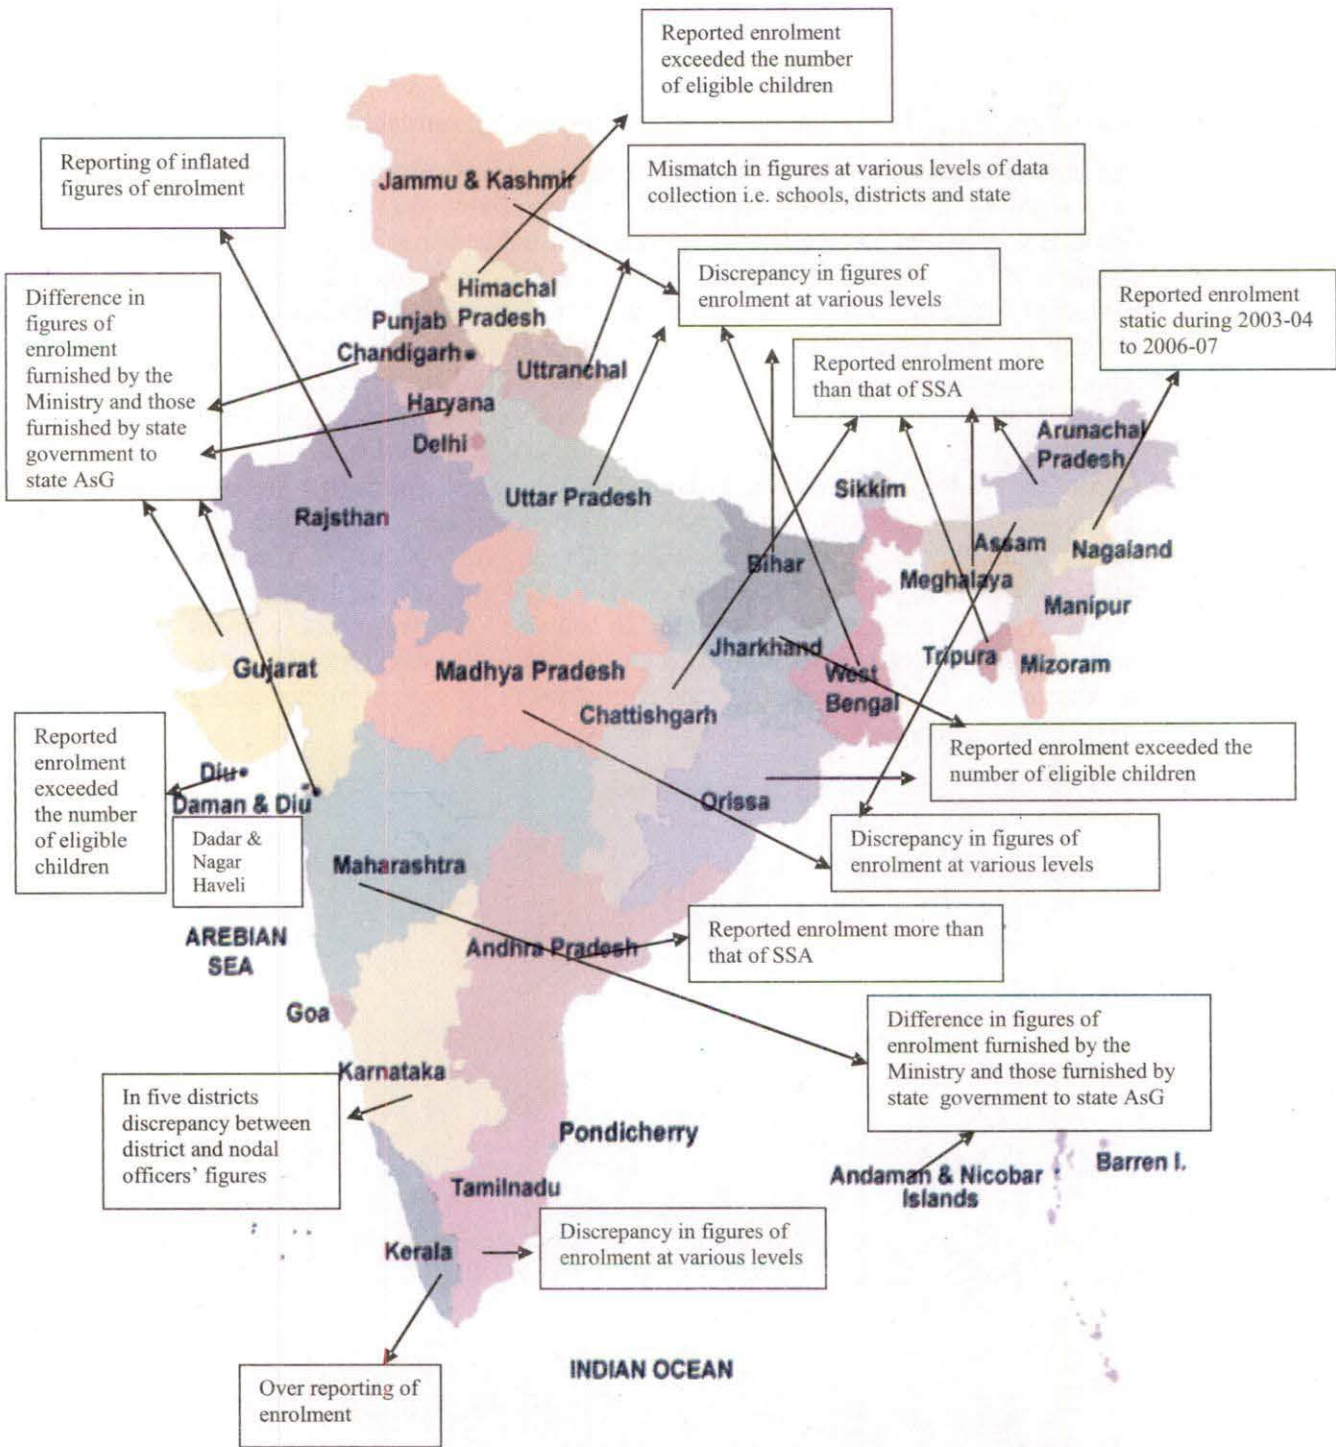 Reported enrolment
exceeded the number
of eligible children
Reporting of inflated
figures of enrolment
Jammu & Kashmir
Mismatch in figures at various levels of data
collection i.e. schools, districts and state
Discrepancy in figures of
enrolment at various levels
Difference in
figures of
enrolment
furnished by the
Ministry and those
furnished by state
government to
state AsG
Himachal
Pradesh
Punjab
Chandigarh
Uttranchal
Reported enrolment
static during 2003-04
to 2006-07
Reported enrolment more
than that of SSA
Haryana
Delhi
Arunachal
Pradesh
Sikkim
Uttar Pradesh
Rajsthan
Assam
Nagaland
Bihar
Meghalaya
Manipur
Jharkhand
Tripura
Mizoram
Gujarat
Madhya Pradesh
West
Bengal
Chattishgarh
Reported
enrolment
exceeded
the number
of eligible
children
Reported enrolment exceeded the
number of eligible children
Diu
Daman & Diu
Orissa
Dadar &
Nagar
Haveli
Discrepancy in figures of
enrolment at various levels
Maharashtra
AREBIAN
SEA
Andhra Pradesh
Reported enrolment more than
that of SSA
Goa
Difference in figures of
enrolment furnished by the
Ministry and those furnished by
state government to state AsG
Karnataka
In five districts
discrepancy between
district and nodal
officers' figures
Pondicherry
Andaman & Nicobar
Islands
Barren I.
Tamilnadu
Discrepancy in figures of
enrolment at various levels
Kerala
INDIAN OCEAN
Over reporting of
enrolment